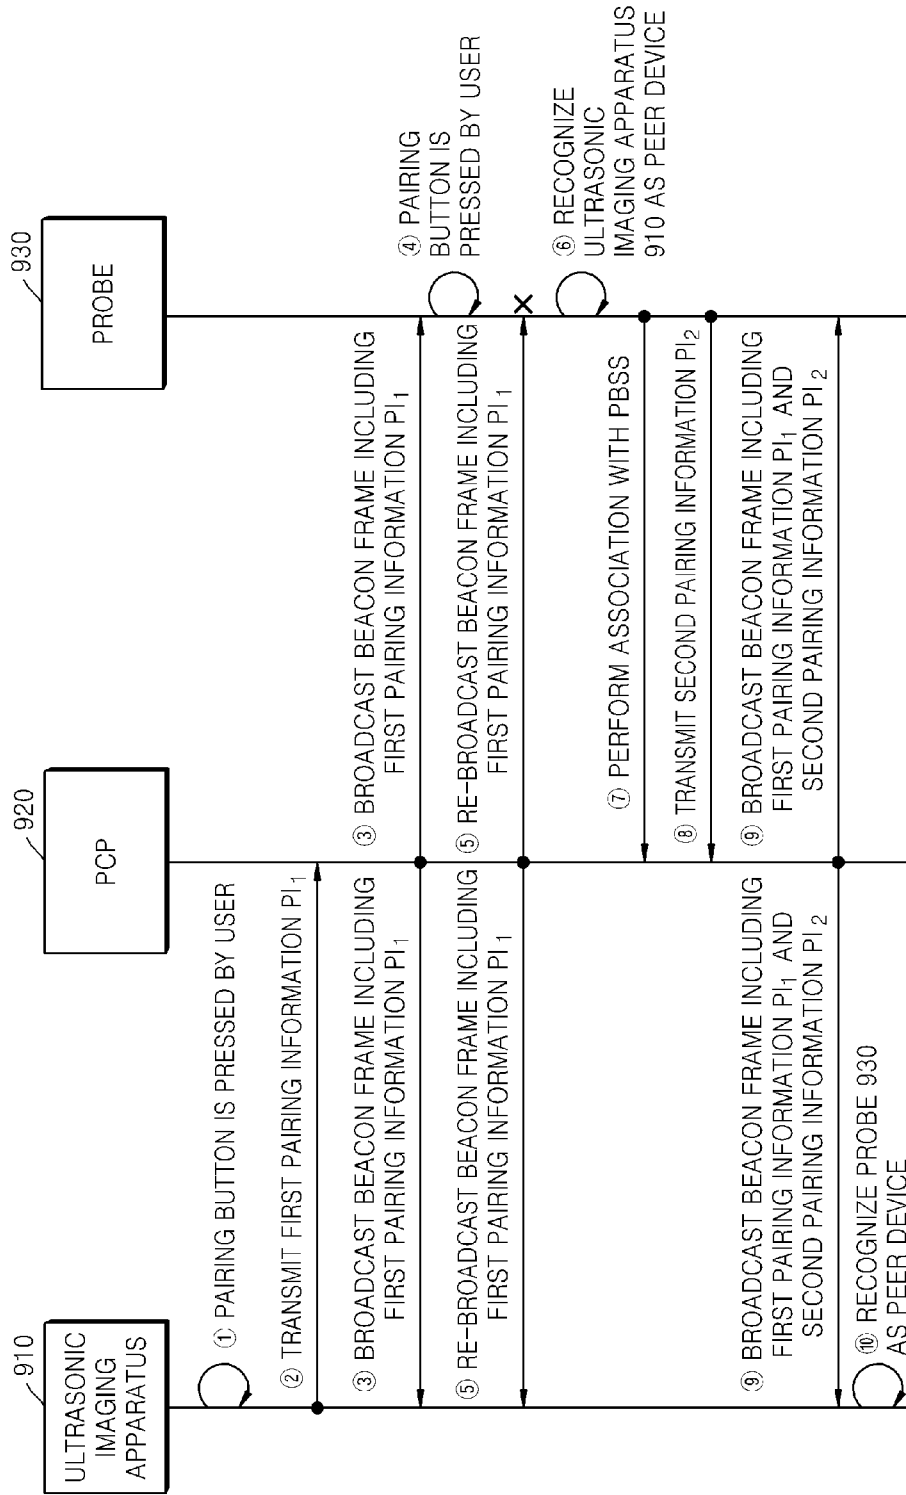 910
ULTRASONIC
IMAGING
APPARATUS
920
PCP
930
PROBE
① PAIRING BUTTON IS PRESSED BY USER
② TRANSMIT FIRST PAIRING INFORMATION PI1
③ BROADCAST BEACON FRAME INCLUDING
FIRST PAIRING INFORMATION PI1
③ BROADCAST BEACON FRAME INCLUDING
FIRST PAIRING INFORMATION PI1
④ PAIRING
BUTTON IS
PRESSED BY USER
⑤ RE-BROADCAST BEACON FRAME INCLUDING
FIRST PAIRING INFORMATION PI1
⑤ RE-BROADCAST BEACON FRAME INCLUDING
FIRST PAIRING INFORMATION PI1
⑥ RECOGNIZE
ULTRASONIC
IMAGING APPARATUS
910 AS PEER DEVICE
⑦ PERFORM ASSOCIATION WITH PBSS
⑧ TRANSMIT SECOND PAIRING INFORMATION PI2
⑨ BROADCAST BEACON FRAME INCLUDING
FIRST PAIRING INFORMATION PI1 AND
SECOND PAIRING INFORMATION PI2
⑨ BROADCAST BEACON FRAME INCLUDING
FIRST PAIRING INFORMATION PI1 AND
SECOND PAIRING INFORMATION PI2
⑩ RECOGNIZE PROBE 930
AS PEER DEVICE